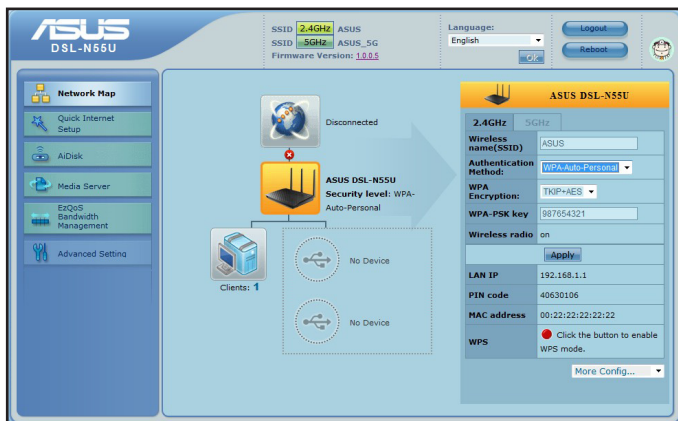 ASUS
DSL-N55U
SSID 2.4GHz ASUS
SSID 5GHz ASUS_5G
Firmware Version: 1.0.0.5
Language:
English
Ok
Logout
Reboot
Network Map
Quick Internet
Setup
AiDisk
Media Server
EzQoS
Bandwidth
Management
Advanced Setting
Disconnected
ASUS DSL-N55U
Security level: WPA-
Auto-Personal
Clients: 1
No Device
No Device
ASUS DSL-N55U
2.4GHz 5GHz
Wireless
name(SSID) ASUS
Authentication
Method: WPA-Auto-Personal
WPA
Encryption: TKIP+AES
WPA-PSK key 987654321
Wireless radio on
Apply
LAN IP 192.168.1.1
PIN code 40630106
MAC address 00:22:22:22:22:22
WPS Click the button to enable
WPS mode.
More Config...